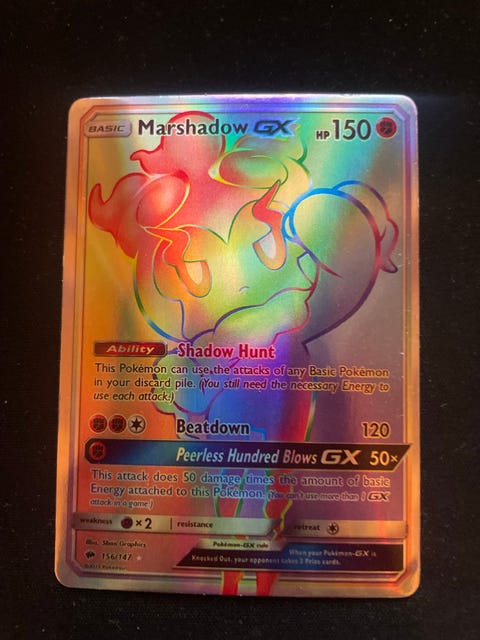 BASIC Marshadow GX HP 150
Ability Shadow Hunt
This Pokémon can use the attacks of any Basic Pokémon
in your discard pile. (You still need the necessary Energy to
use each attack.)
Beatdown 120
Peerless Hundred Blows GX 50×
This attack does 50 damage times the amount of basic
Energy attached to this Pokémon. (You can't use more than 1 GX
attack in a game.)
weakness × 2 resistance retreat
Illus. 5ban Graphics
Pokémon-GX rule
When your Pokémon-GX is
Knocked Out, your opponent takes 2 Prize cards.
156/147